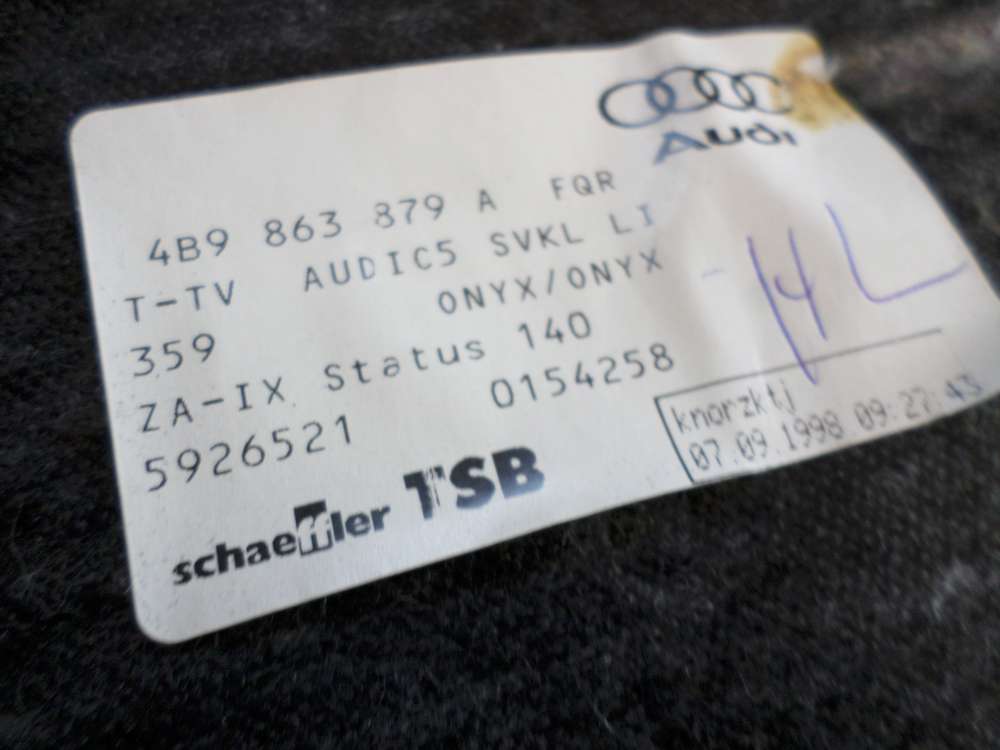 Audi
4B9 863 879 A FQR
T-TV AUDIC5 SVKL LI
359 ONYX/ONYX
ZA-IX Status 140
5926521 0154258
schaeffler TSB
knorzktj
07.09.1998 09:27:43